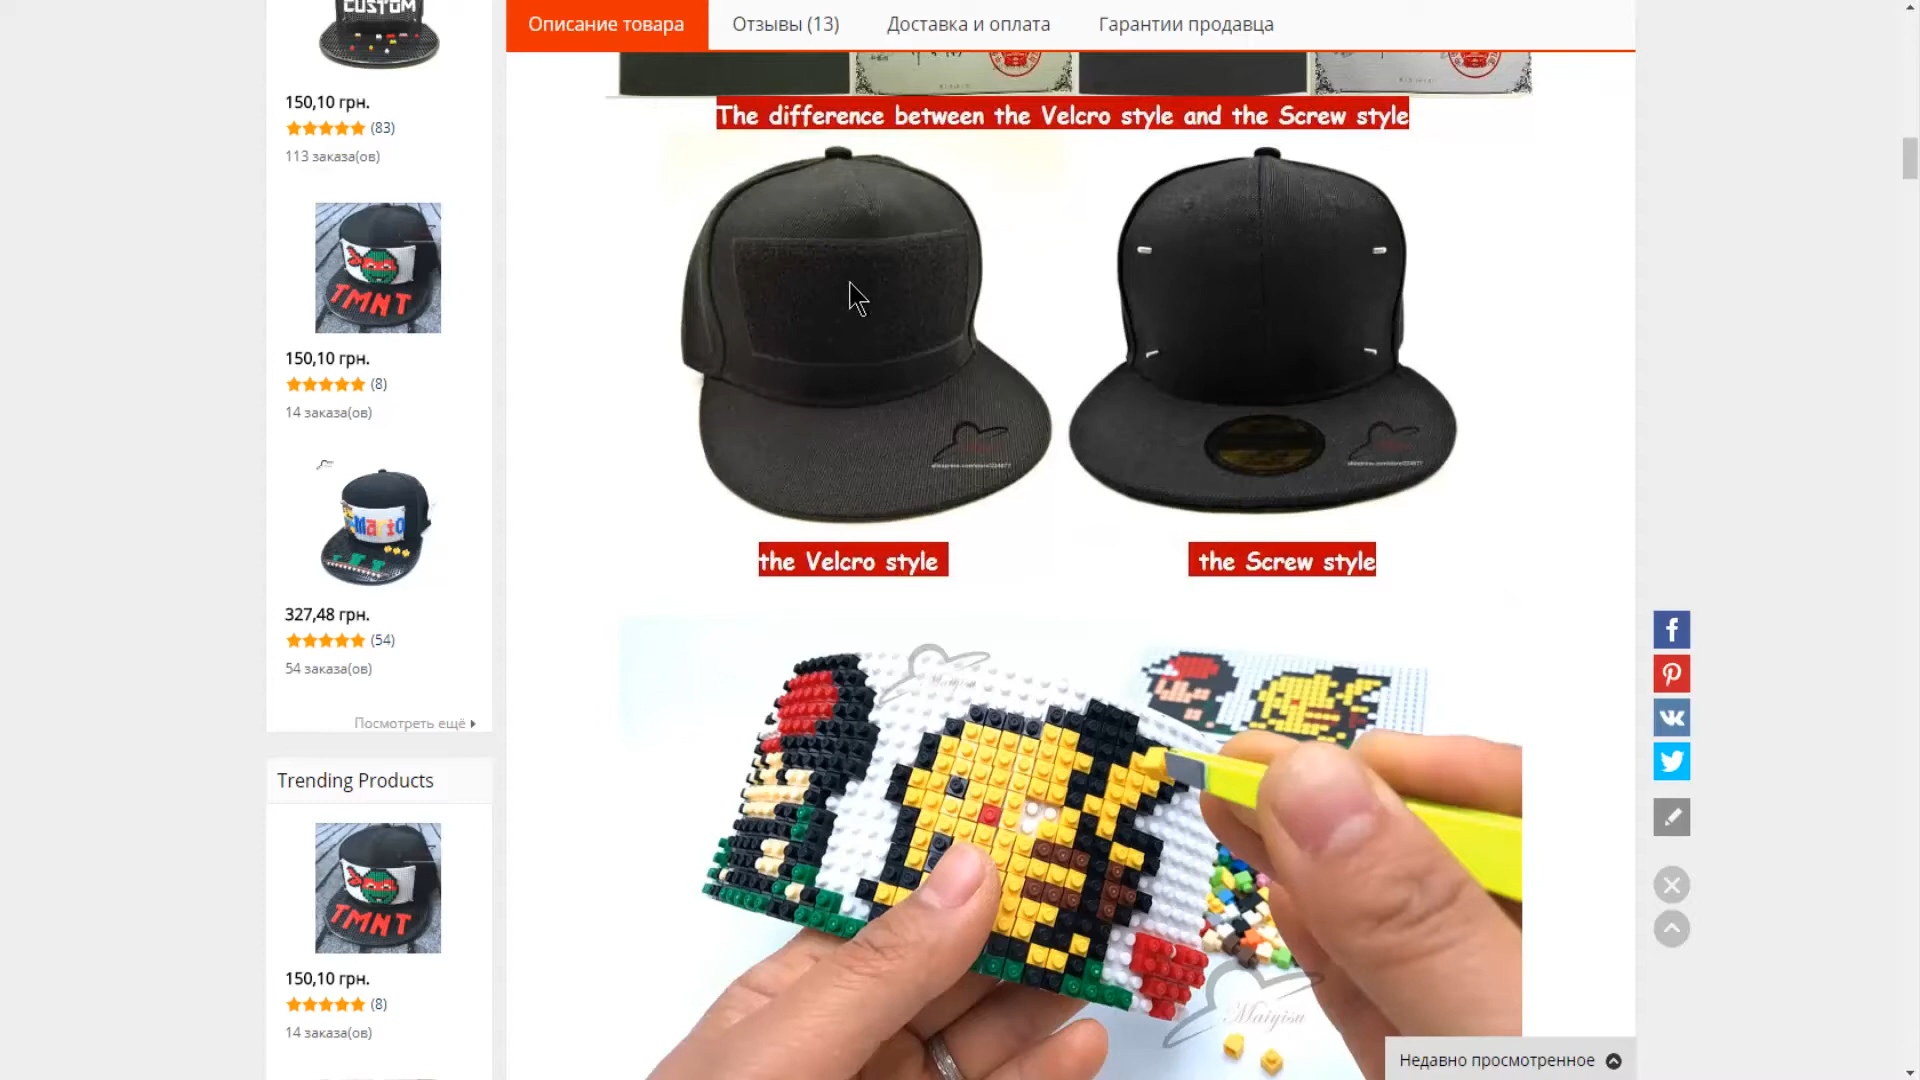 CUSTOM
150,10 грн.
(83)
113 заказа(ов)
TMNT
150,10 грн.
(8)
14 заказа(ов)
Mario
327,48 грн.
(54)
54 заказа(ов)
Посмотреть ещё
Trending Products
TMNT
150,10 грн.
(8)
14 заказа(ов)
Описание товара
Отзывы (13)
Доставка и оплата
Гарантии продавца
The difference between the Velcro style and the Screw style
the Velcro style
the Screw style
Maiyisu
Недавно просмотренное